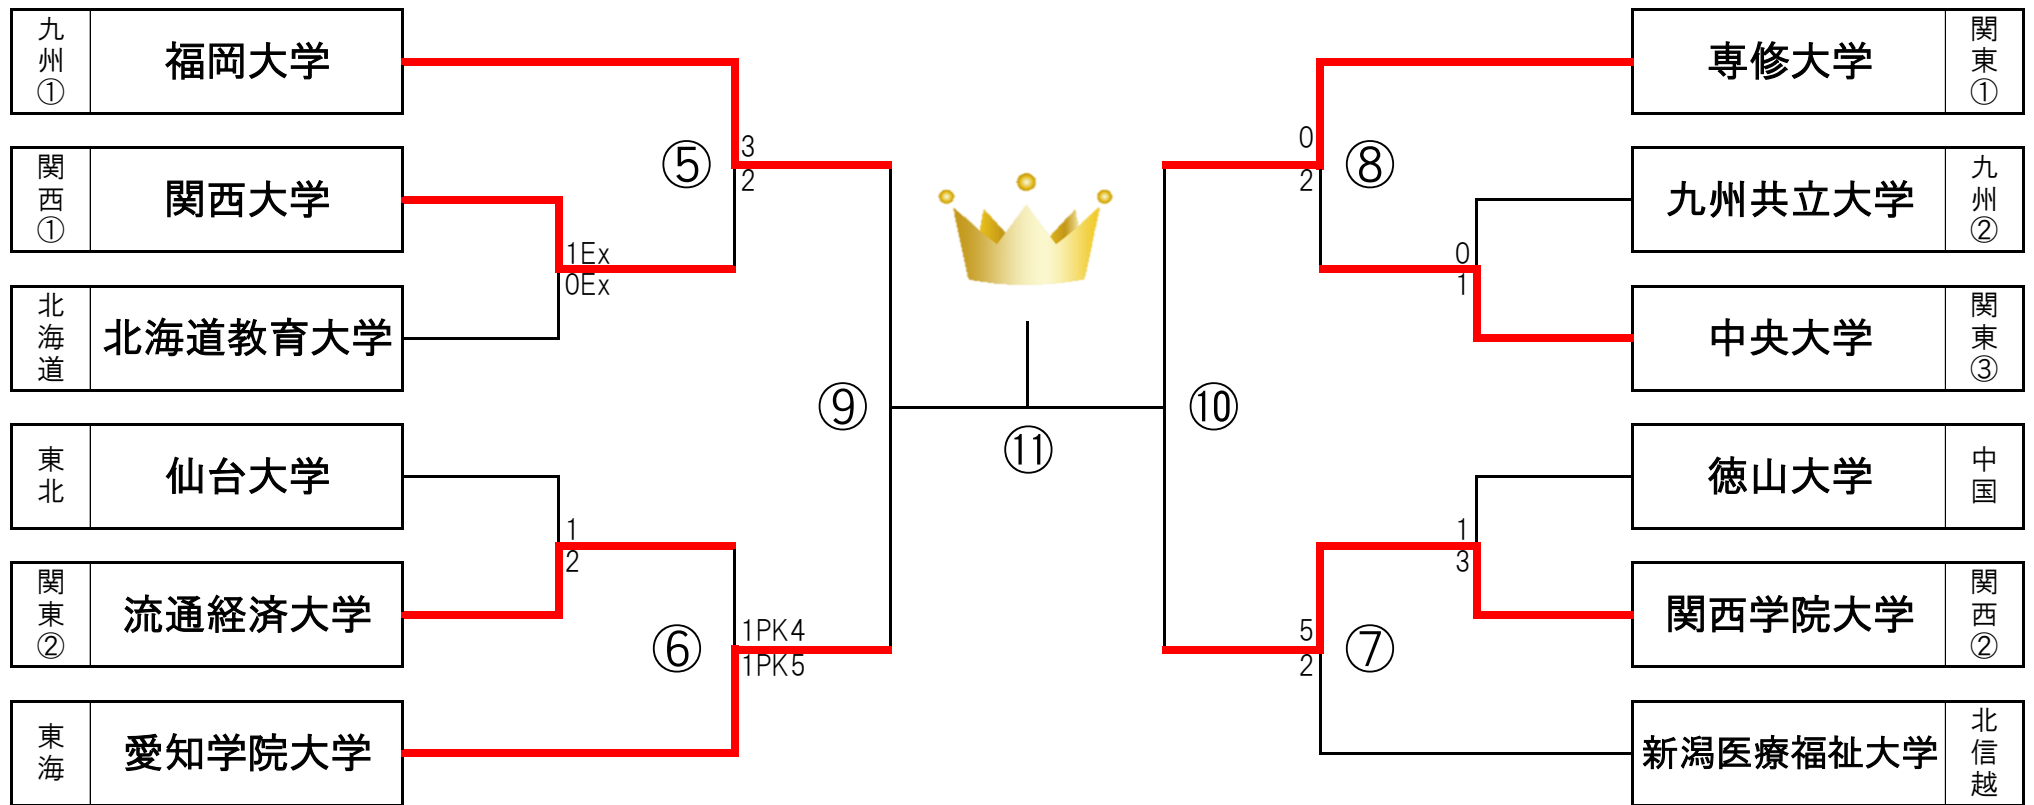 九州①
福岡大学
関西①
関西大学
北海道
北海道教育大学
東北
仙台大学
関東②
流通経済大学
東海
愛知学院大学
1Ex
0Ex
⑤
3
2
1
2
⑥
1PK4
1PK5
⑨
⑪
⑩
0
2
⑧
0
1
1
3
5
2
⑦
専修大学
関東①
九州共立大学
九州②
中央大学
関東③
徳山大学
中国
関西学院大学
関西②
新潟医療福祉大学
北信越